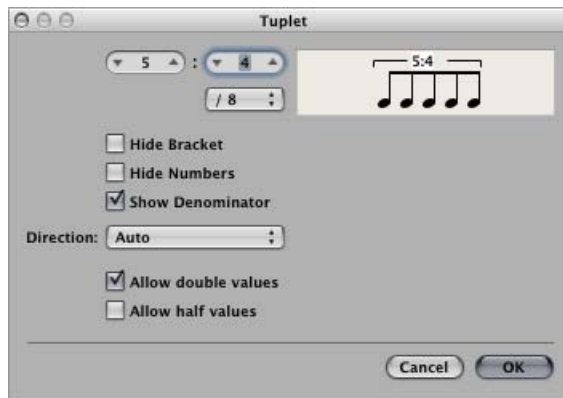 Tuplet
5 : 4
5:4
/ 8
Hide Bracket
Hide Numbers
Show Denominator
Direction: Auto
Allow double values
Allow half values
Cancel OK